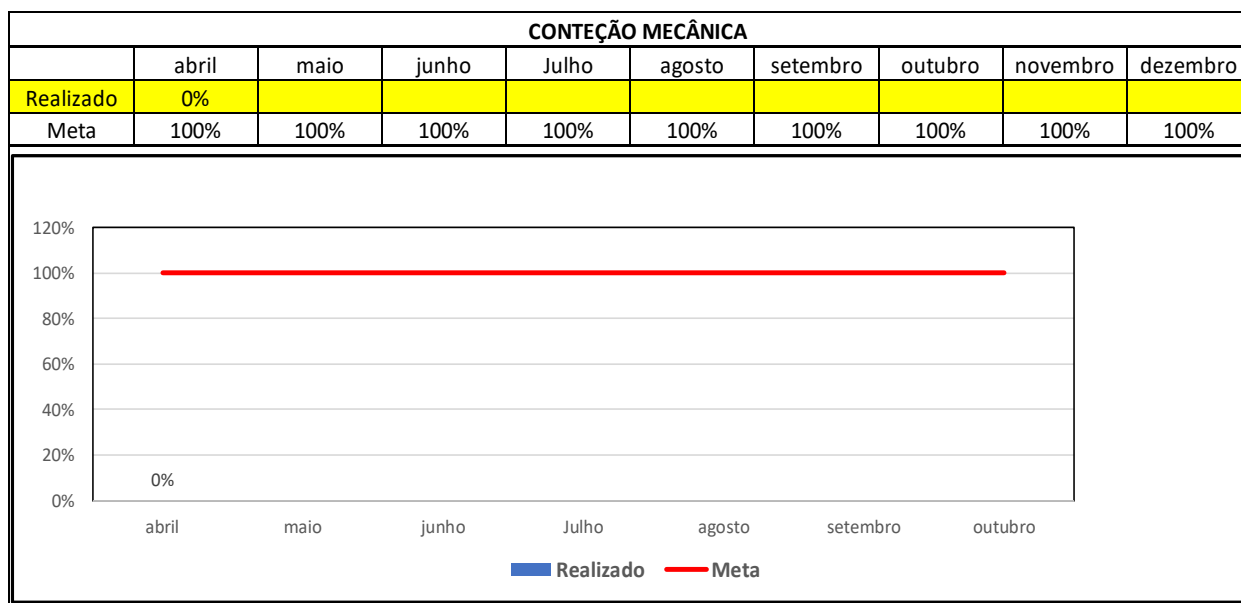 CONTEÇÃO MECÂNICA
abril maio junho Julho agosto setembro outubro novembro dezembro
Realizado 0%
Meta 100% 100% 100% 100% 100% 100% 100% 100% 100%
120%
100%
80%
60%
40%
20%
0%
0%
abril maio junho Julho agosto setembro outubro
Realizado Meta